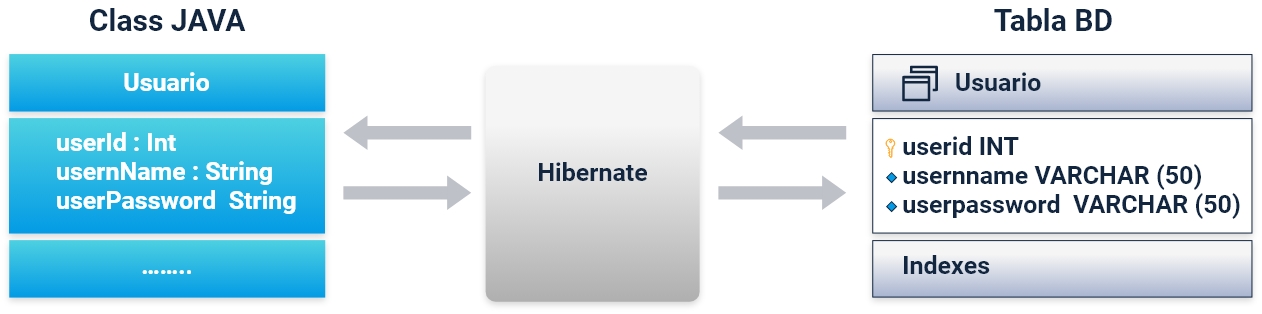 Class JAVA
Usuario
userId : Int
usernName : String
userPassword  String
........
Hibernate
Tabla BD
Usuario
userid INT
usernname VARCHAR (50)
userpassword  VARCHAR (50)
Indexes